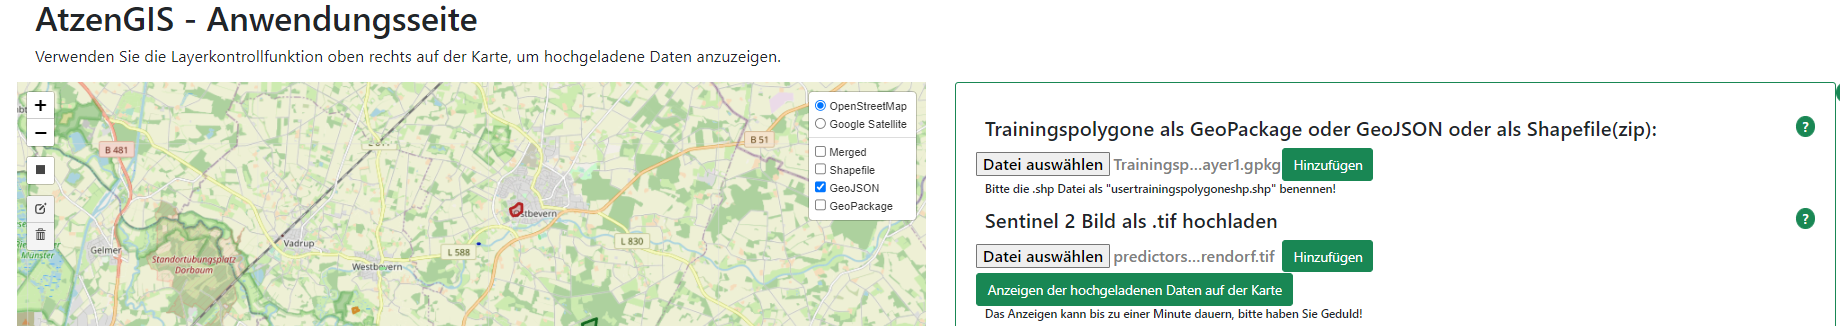 AtzenGIS - Anwendungsseite
Verwenden Sie die Layerkontrollfunktion oben rechts auf der Karte, um hochgeladene Daten anzuzeigen.
+
−
B 481
B 51
Ostbevern
L 830
L 588
Vadrup
Westbevern
Gelmer
Münster
Standortübungsplatz
Dorbaum
OpenStreetMap
Google Satellite
Merged
Shapefile
GeoJSON
GeoPackage
Trainingspolygone als GeoPackage oder GeoJSON oder als Shapefile(zip):
?
Datei auswählen Trainingsp...ayer1.gpkg Hinzufügen
Bitte die .shp Datei als "usertrainingspolygoneshp.shp" benennen!
Sentinel 2 Bild als .tif hochladen
?
Datei auswählen predictors...rendorf.tif Hinzufügen
Anzeigen der hochgeladenen Daten auf der Karte
Das Anzeigen kann bis zu einer Minute dauern, bitte haben Sie Geduld!